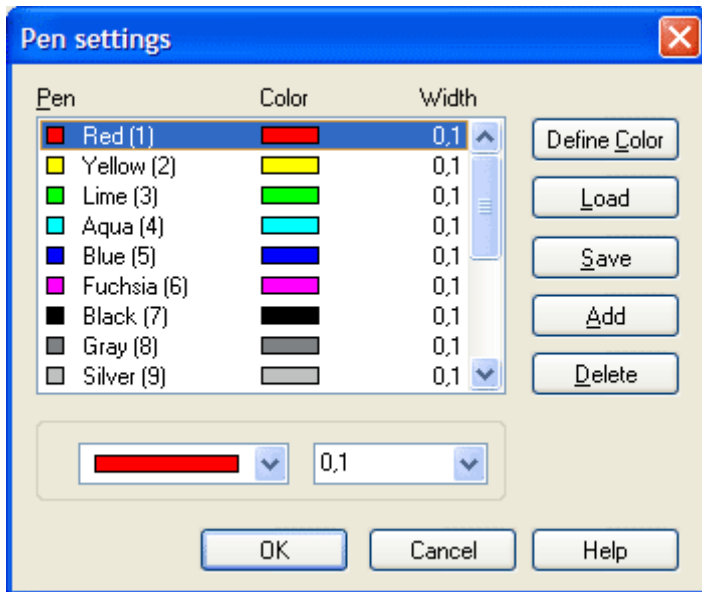 Pen settings
Pen Color Width
Red (1) 0,1
Yellow (2) 0,1
Lime (3) 0,1
Aqua (4) 0,1
Blue (5) 0,1
Fuchsia (6) 0,1
Black (7) 0,1
Gray (8) 0,1
Silver (9) 0,1
Define Color
Load
Save
Add
Delete
0,1
OK Cancel Help